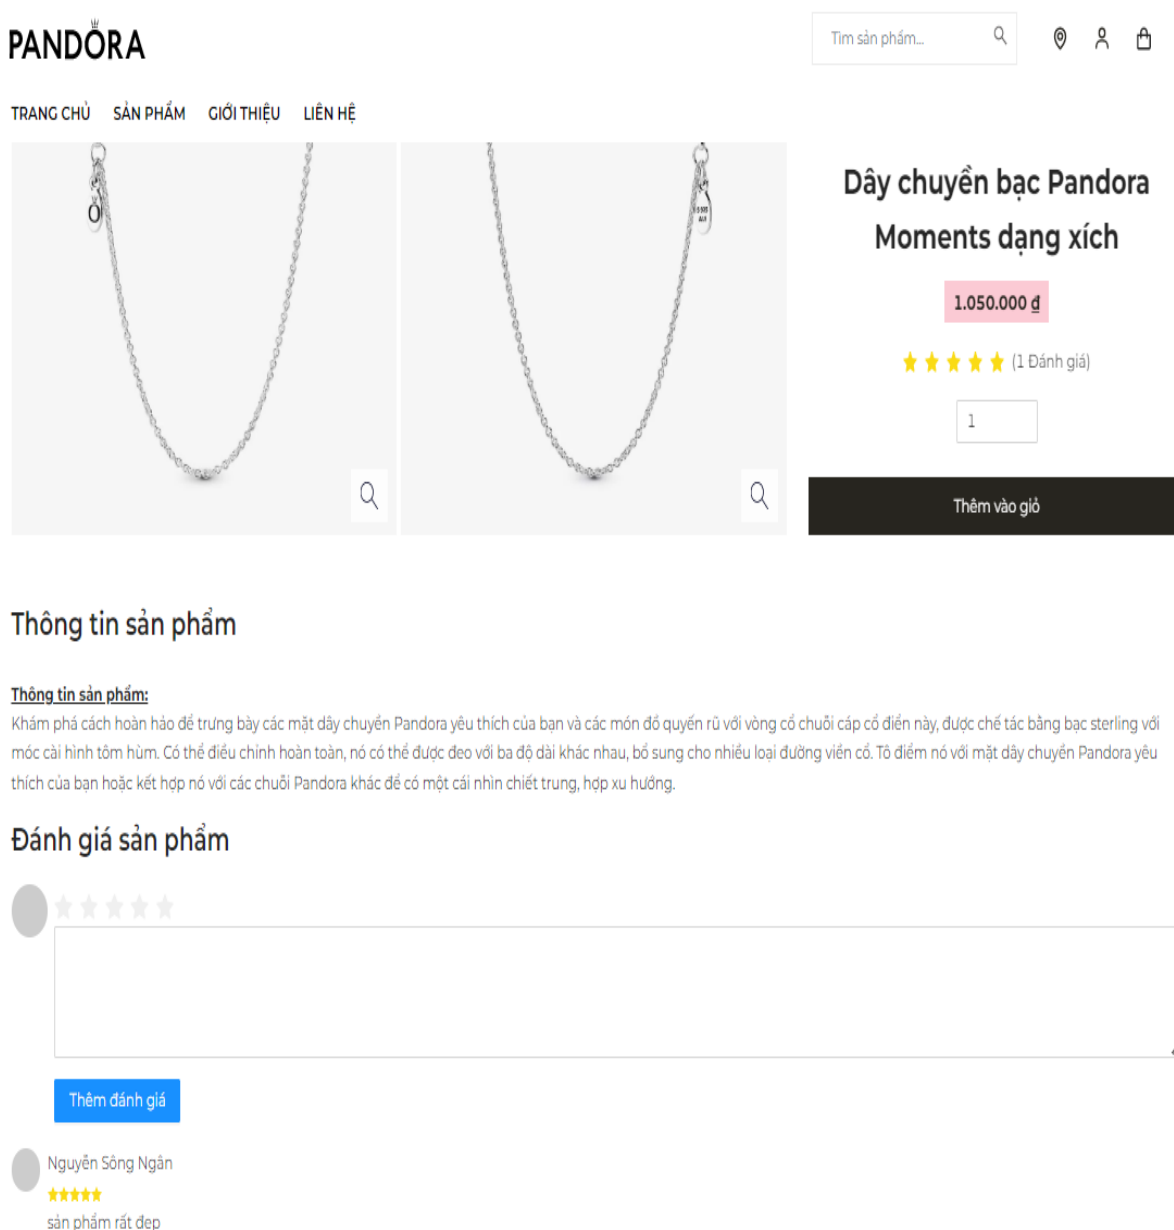 PANDORA
Tìm sản phẩm...
TRANG CHỦ SẢN PHẨM GIỚI THIỆU LIÊN HỆ
Dây chuyền bạc Pandora
Moments dạng xích
1.050.000 ₫
(1 Đánh giá)
1
Thêm vào giỏ
Thông tin sản phẩm
Thông tin sản phẩm:
Khám phá cách hoàn hảo để trưng bày các mặt dây chuyền Pandora yêu thích của bạn và các món đồ quyến rũ với vòng cổ chuỗi cáp cổ điển này, được chế tác bằng bạc sterling với
móc cài hình tôm hùm. Có thể điều chỉnh hoàn toàn, nó có thể được đeo với ba độ dài khác nhau, bổ sung cho nhiều loại đường viền cổ. Tô điểm nó với mặt dây chuyền Pandora yêu
thích của bạn hoặc kết hợp nó với các chuỗi Pandora khác để có một cái nhìn chiết trung, hợp xu hướng.
Đánh giá sản phẩm
Thêm đánh giá
Nguyễn Sông Ngân
sản phẩm rất đẹp